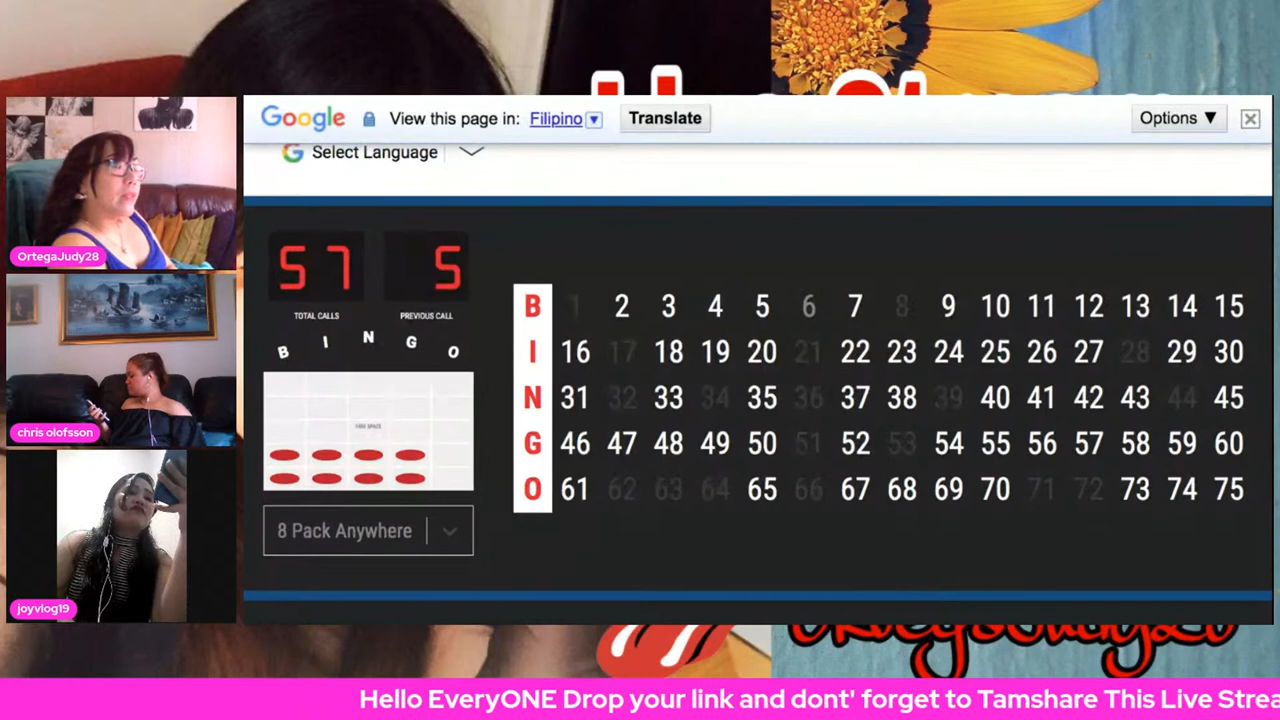 Google View this page in: Filipino ▼ Translate Options ▼
Select Language
57 5
TOTAL CALLS PREVIOUS CALL
B I N G O
FREE SPACE
8 Pack Anywhere
B 1 2 3 4 5 6 7 8 9 10 11 12 13 14 15
I 16 17 18 19 20 21 22 23 24 25 26 27 28 29 30
N 31 32 33 34 35 36 37 38 39 40 41 42 43 44 45
G 46 47 48 49 50 51 52 53 54 55 56 57 58 59 60
O 61 62 63 64 65 66 67 68 69 70 71 72 73 74 75
OrtegaJudy28
chris olofsson
joyvlog19
Hello EveryONE Drop your link and dont' forget to Tamshare This Live Strea